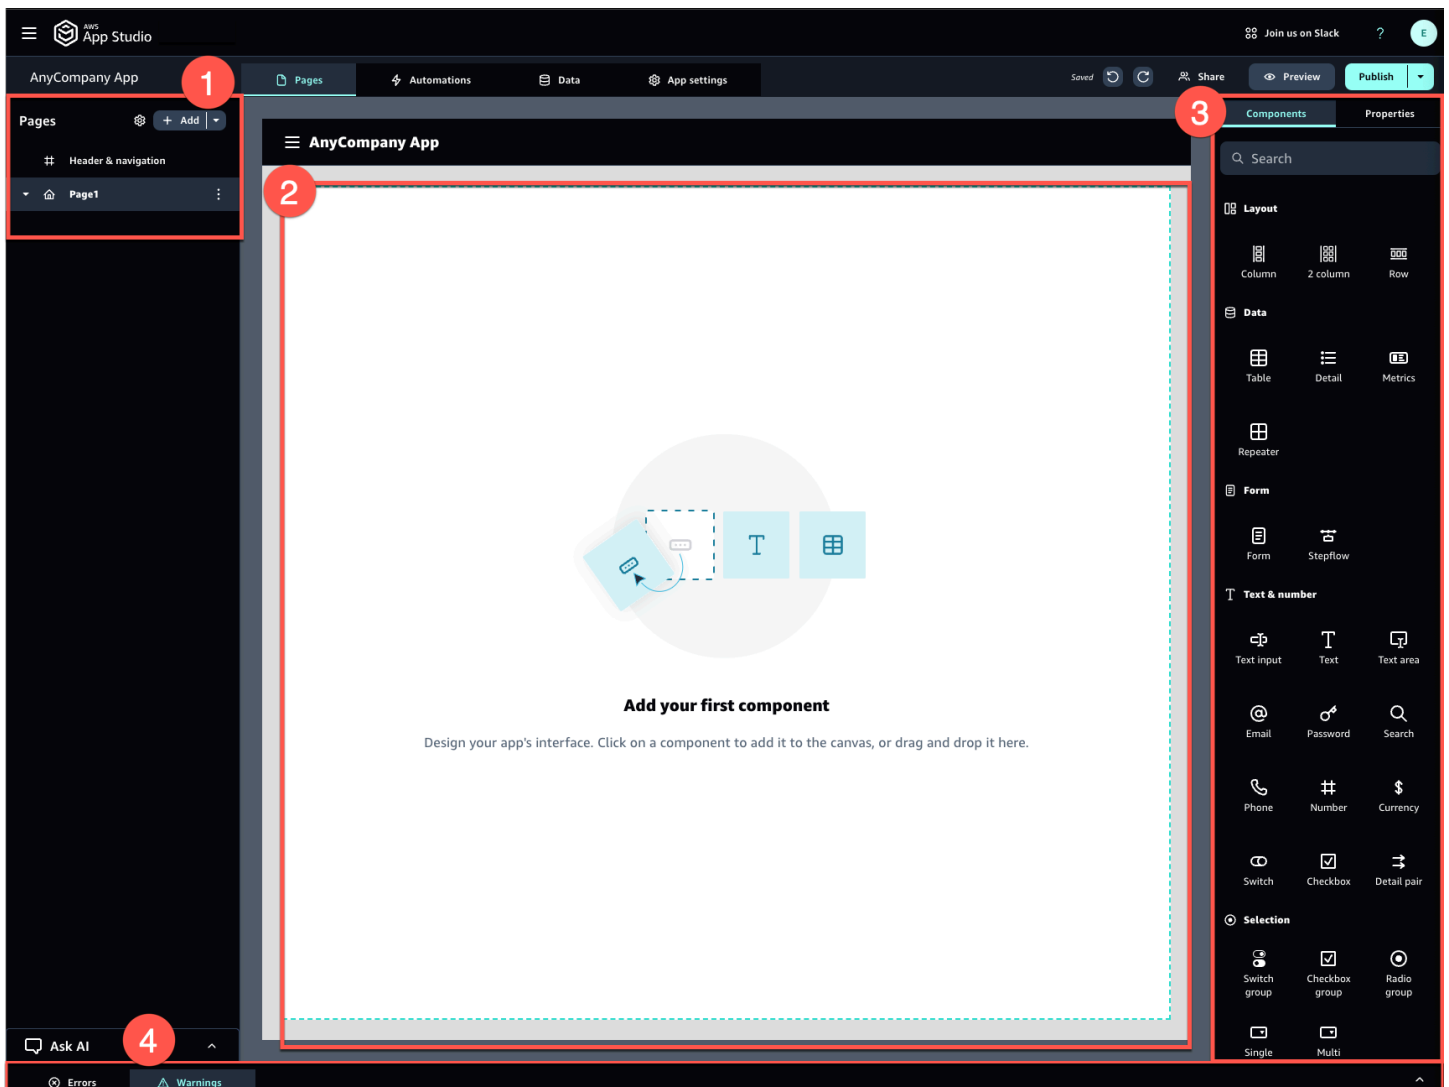 AWS
App Studio
Join us on Slack
?
E
AnyCompany App
1
Pages
Automations
Data
App settings
Saved
Share
Preview
Publish
Pages
+ Add
Header & navigation
Page1
AnyCompany App
2
Add your first component
Design your app's interface. Click on a component to add it to the canvas, or drag and drop it here.
3
Components
Properties
Search
Layout
Column
2 column
Row
Data
Table
Detail
Metrics
Repeater
Form
Form
Stepflow
Text & number
Text input
Text
Text area
Email
Password
Search
Phone
Number
Currency
Switch
Checkbox
Detail pair
Selection
Switch
group
Checkbox
group
Radio
group
Single
Multi
Ask AI
4
Errors
Warnings